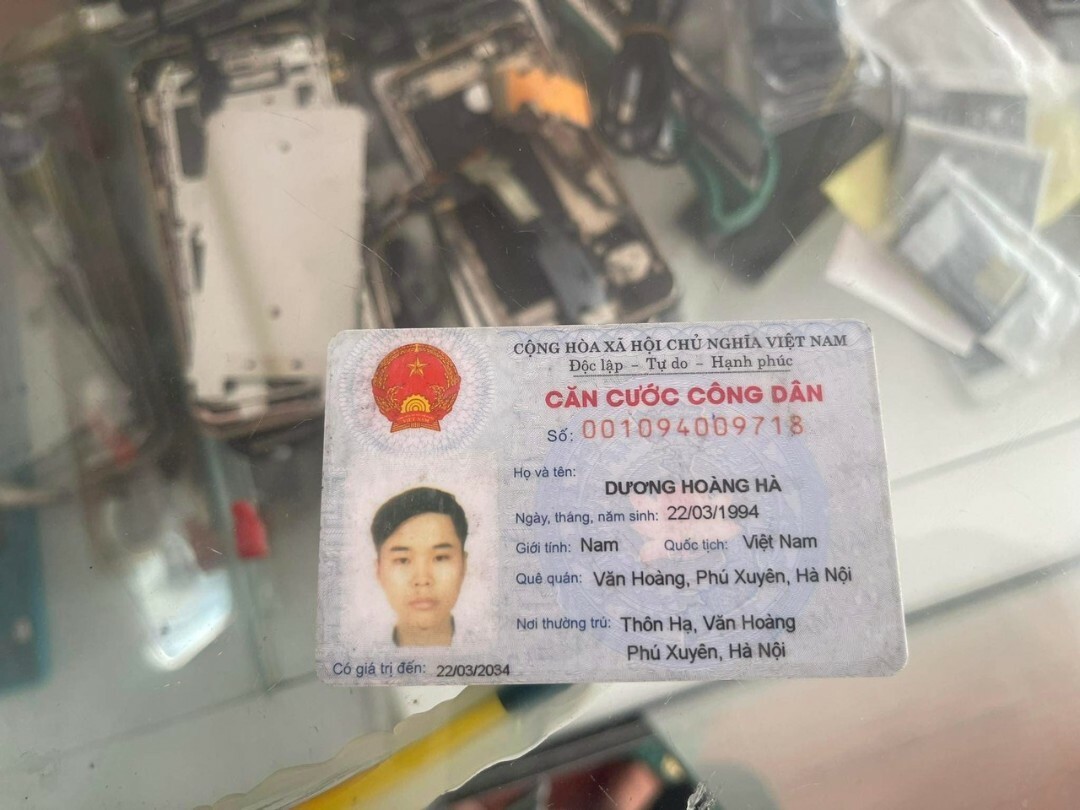 CỘNG HÒA XÃ HỘI CHỦ NGHĨA VIỆT NAM
Độc lập - Tự do - Hạnh phúc
CĂN CƯỚC CÔNG DÂN
Số: 001094009718
Họ và tên:
DƯƠNG HOÀNG HÀ
Ngày, tháng, năm sinh: 22/03/1994
Giới tính: Nam Quốc tịch: Việt Nam
Quê quán: Văn Hoàng, Phú Xuyên, Hà Nội
Nơi thường trú: Thôn Hạ, Văn Hoàng
Phú Xuyên, Hà Nội
Có giá trị đến: 22/03/2034